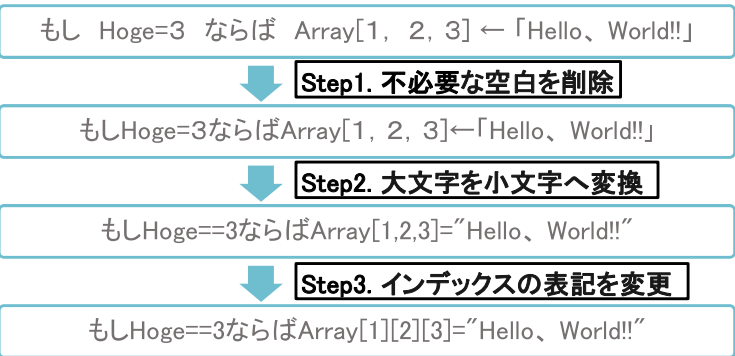 もし　Hoge=３　ならば　Array[１，　２，３] ← 「Hello、 World!!」
Step1. 不必要な空白を削除
もしHoge=３ならばArray[１，２，３]←「Hello、 World!!」
Step2. 大文字を小文字へ変換
もしHoge==3ならばArray[1,2,3]="Hello、 World!!"
Step3. インデックスの表記を変更
もしHoge==3ならばArray[1][2][3]="Hello、 World!!"